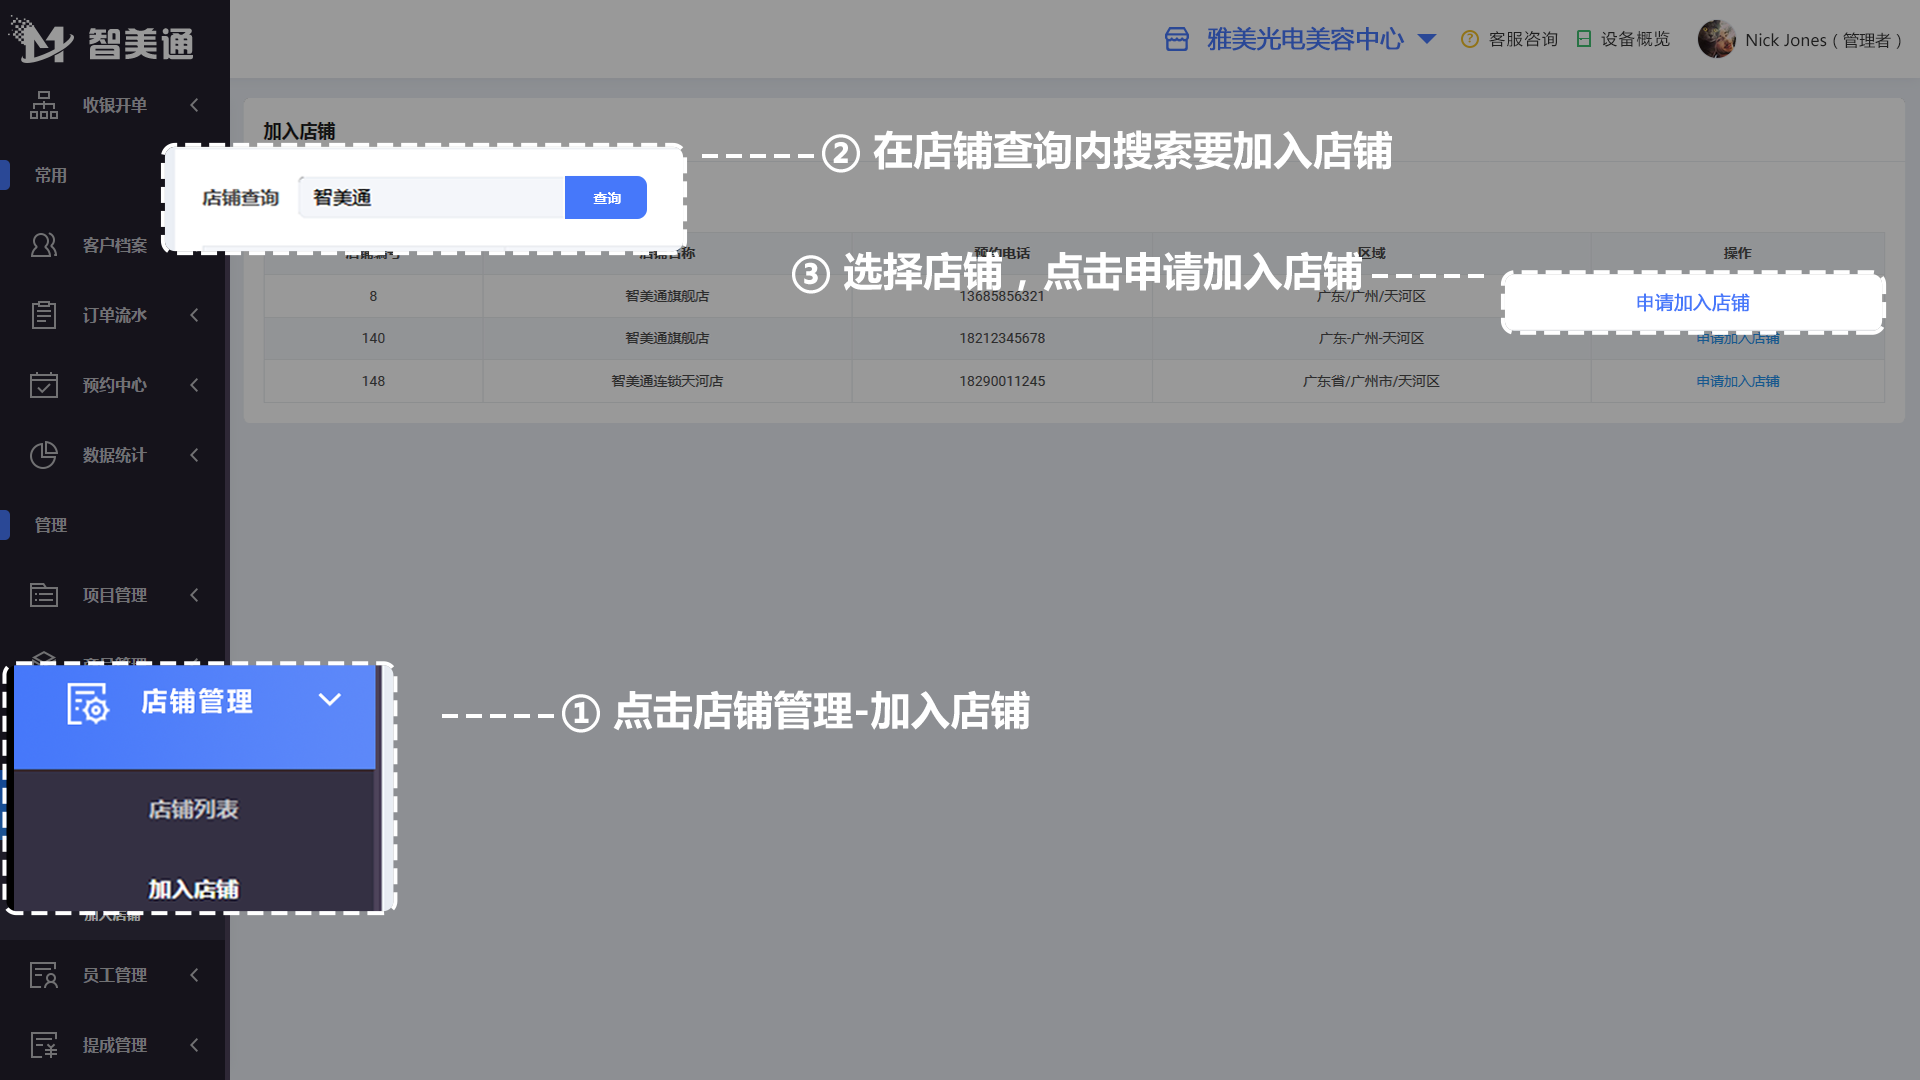 智美通
雅美光电美容中心
客服咨询
设备概览
Nick Jones ( 管理者 )
收银开单
常用
客户档案
订单流水
预约中心
数据统计
管理
项目管理
店铺管理
店铺列表
加入店铺
加入店铺
员工管理
提成管理
加入店铺
店铺查询 智美通 查询
② 在店铺查询内搜索要加入店铺
店铺编号 店铺名称 预约电话 区域 操作
③ 选择店铺，点击申请加入店铺
8 智美通旗舰店 13685856321 广东/广州/天河区 申请加入店铺
140 智美通旗舰店 18212345678 广东-广州-天河区 申请加入店铺
148 智美通连锁天河店 18290011245 广东省/广州市/天河区 申请加入店铺
① 点击店铺管理-加入店铺